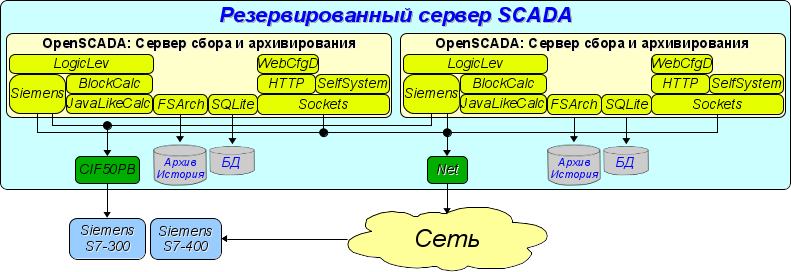 Резервированный сервер SCADA
OpenSCADA: Сервер сбора и архивирования
LogicLev
WebCfgD
Siemens
BlockCalc
HTTP
SelfSystem
JavaLikeCalc
FSArch
SQLite
Sockets
OpenSCADA: Сервер сбора и архивирования
LogicLev
WebCfgD
Siemens
BlockCalc
HTTP
SelfSystem
JavaLikeCalc
FSArch
SQLite
Sockets
CIF50PB
Архив
История
БД
Net
Архив
История
БД
Siemens
S7-300
Siemens
S7-400
Сеть